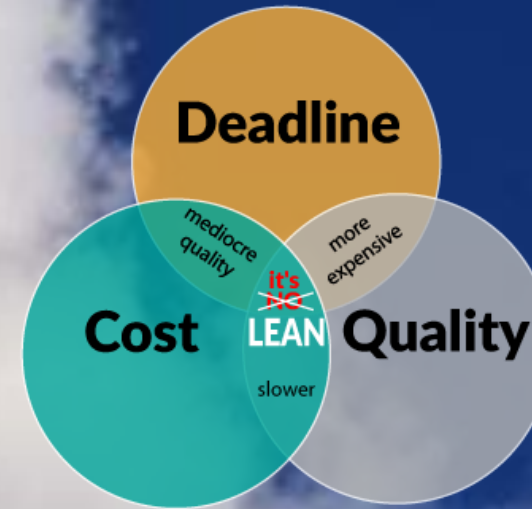 Deadline
mediocre
quality
more
expensive
it's
NO
LEAN
Cost
Quality
slower